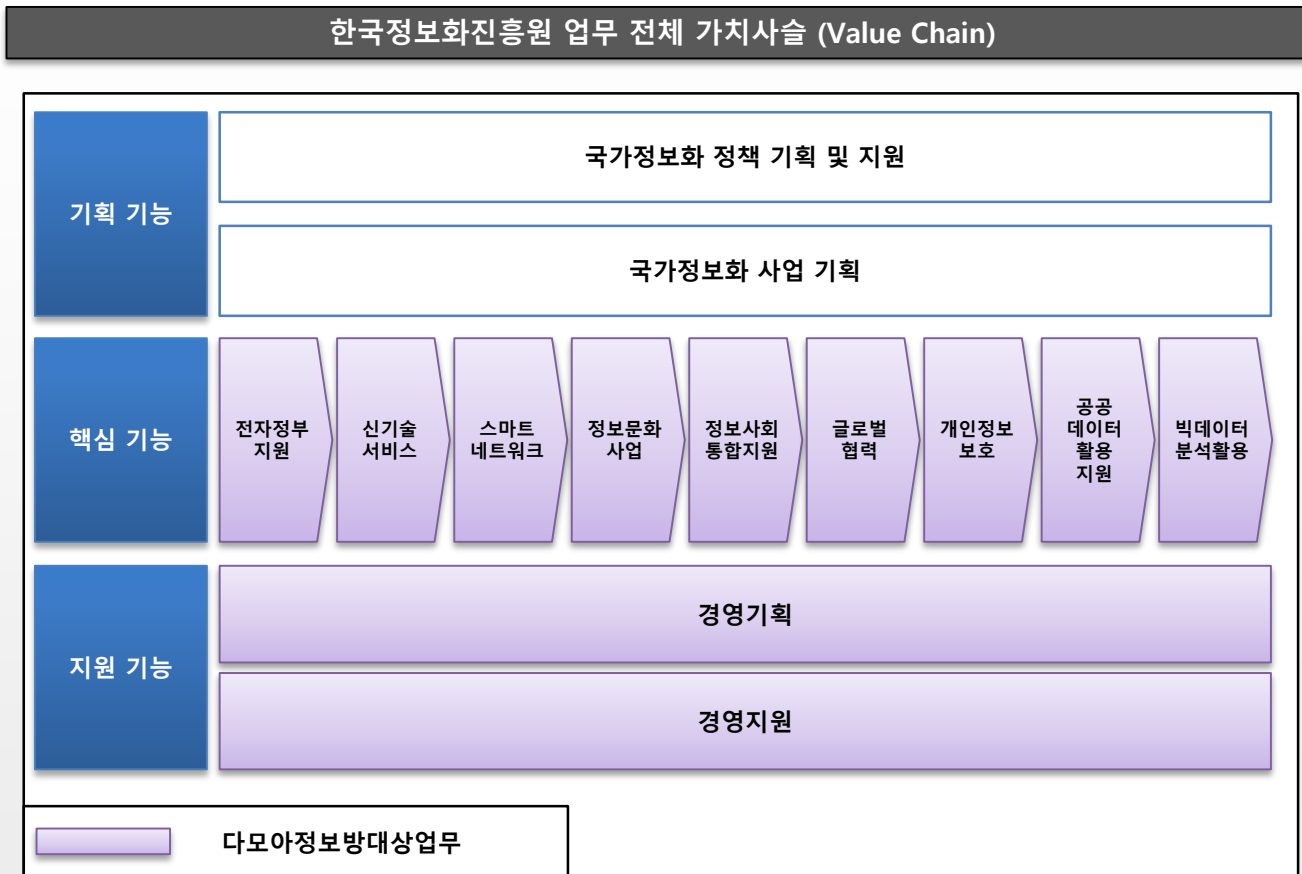 한국정보화진흥원 업무 전체 가치사슬 (Value Chain)
기획 기능
국가정보화 정책 기획 및 지원
국가정보화 사업 기획
핵심 기능
전자정부
지원
신기술
서비스
스마트
네트워크
정보문화
사업
정보사회
통합지원
글로벌
협력
개인정보
보호
공공
데이터
활용
지원
빅데이터
분석활용
지원 기능
경영기획
경영지원
다모아정보방대상업무